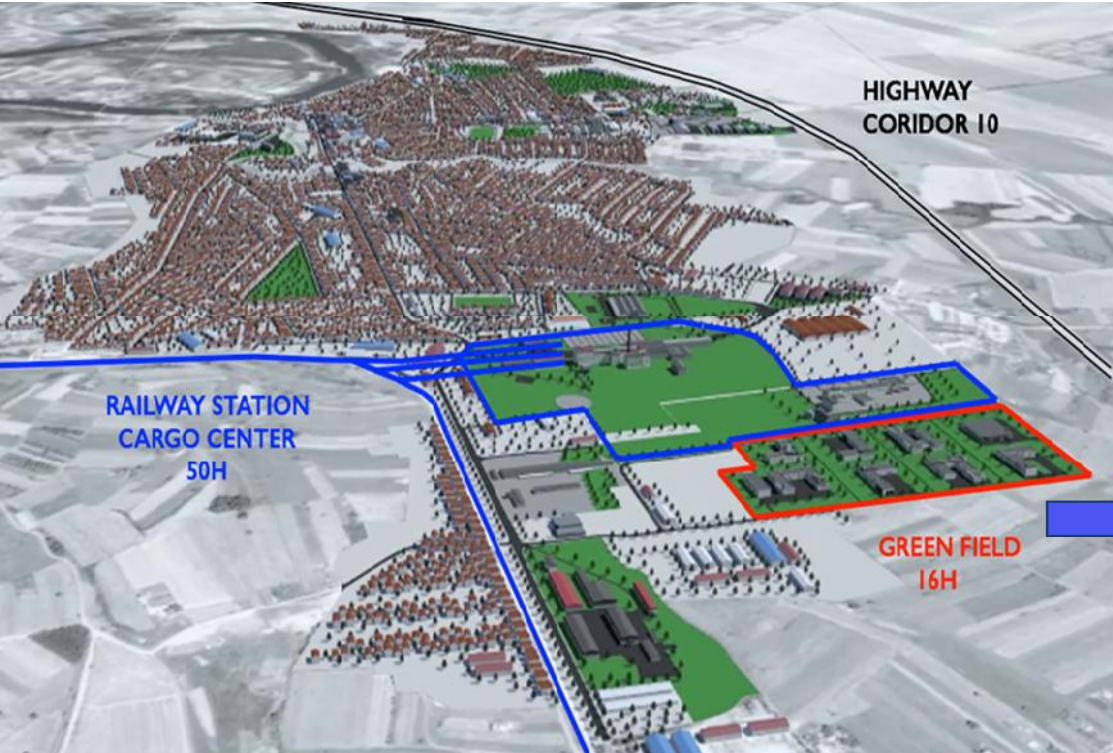 HIGHWAY
CORIDOR 10
RAILWAY STATION
CARGO CENTER
50H
GREEN FIELD
16H